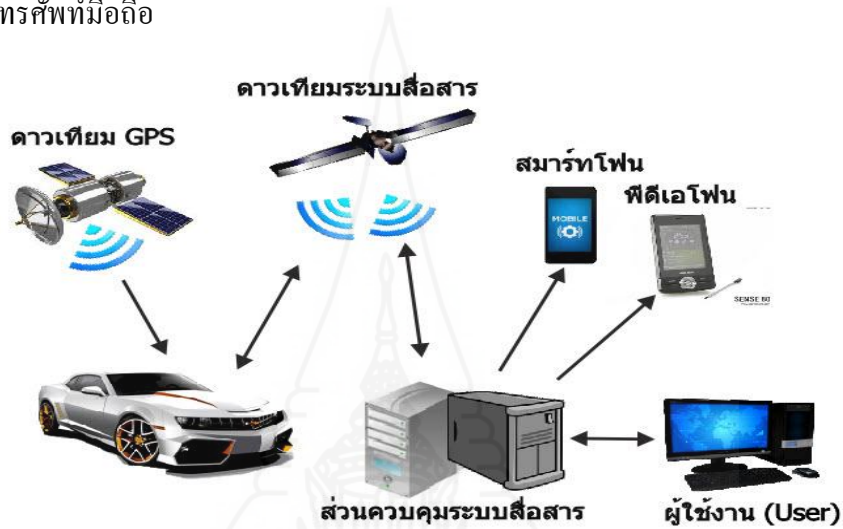 ทรศัพท์มือถือ
ดาวเทียมระบบสื่อสาร
ดาวเทียม GPS
สมาร์ทโฟน
พีดีเอโฟน
MOBILE
SENSE 80
ส่วนควบคุมระบบสื่อสาร
ผู้ใช้งาน (User)